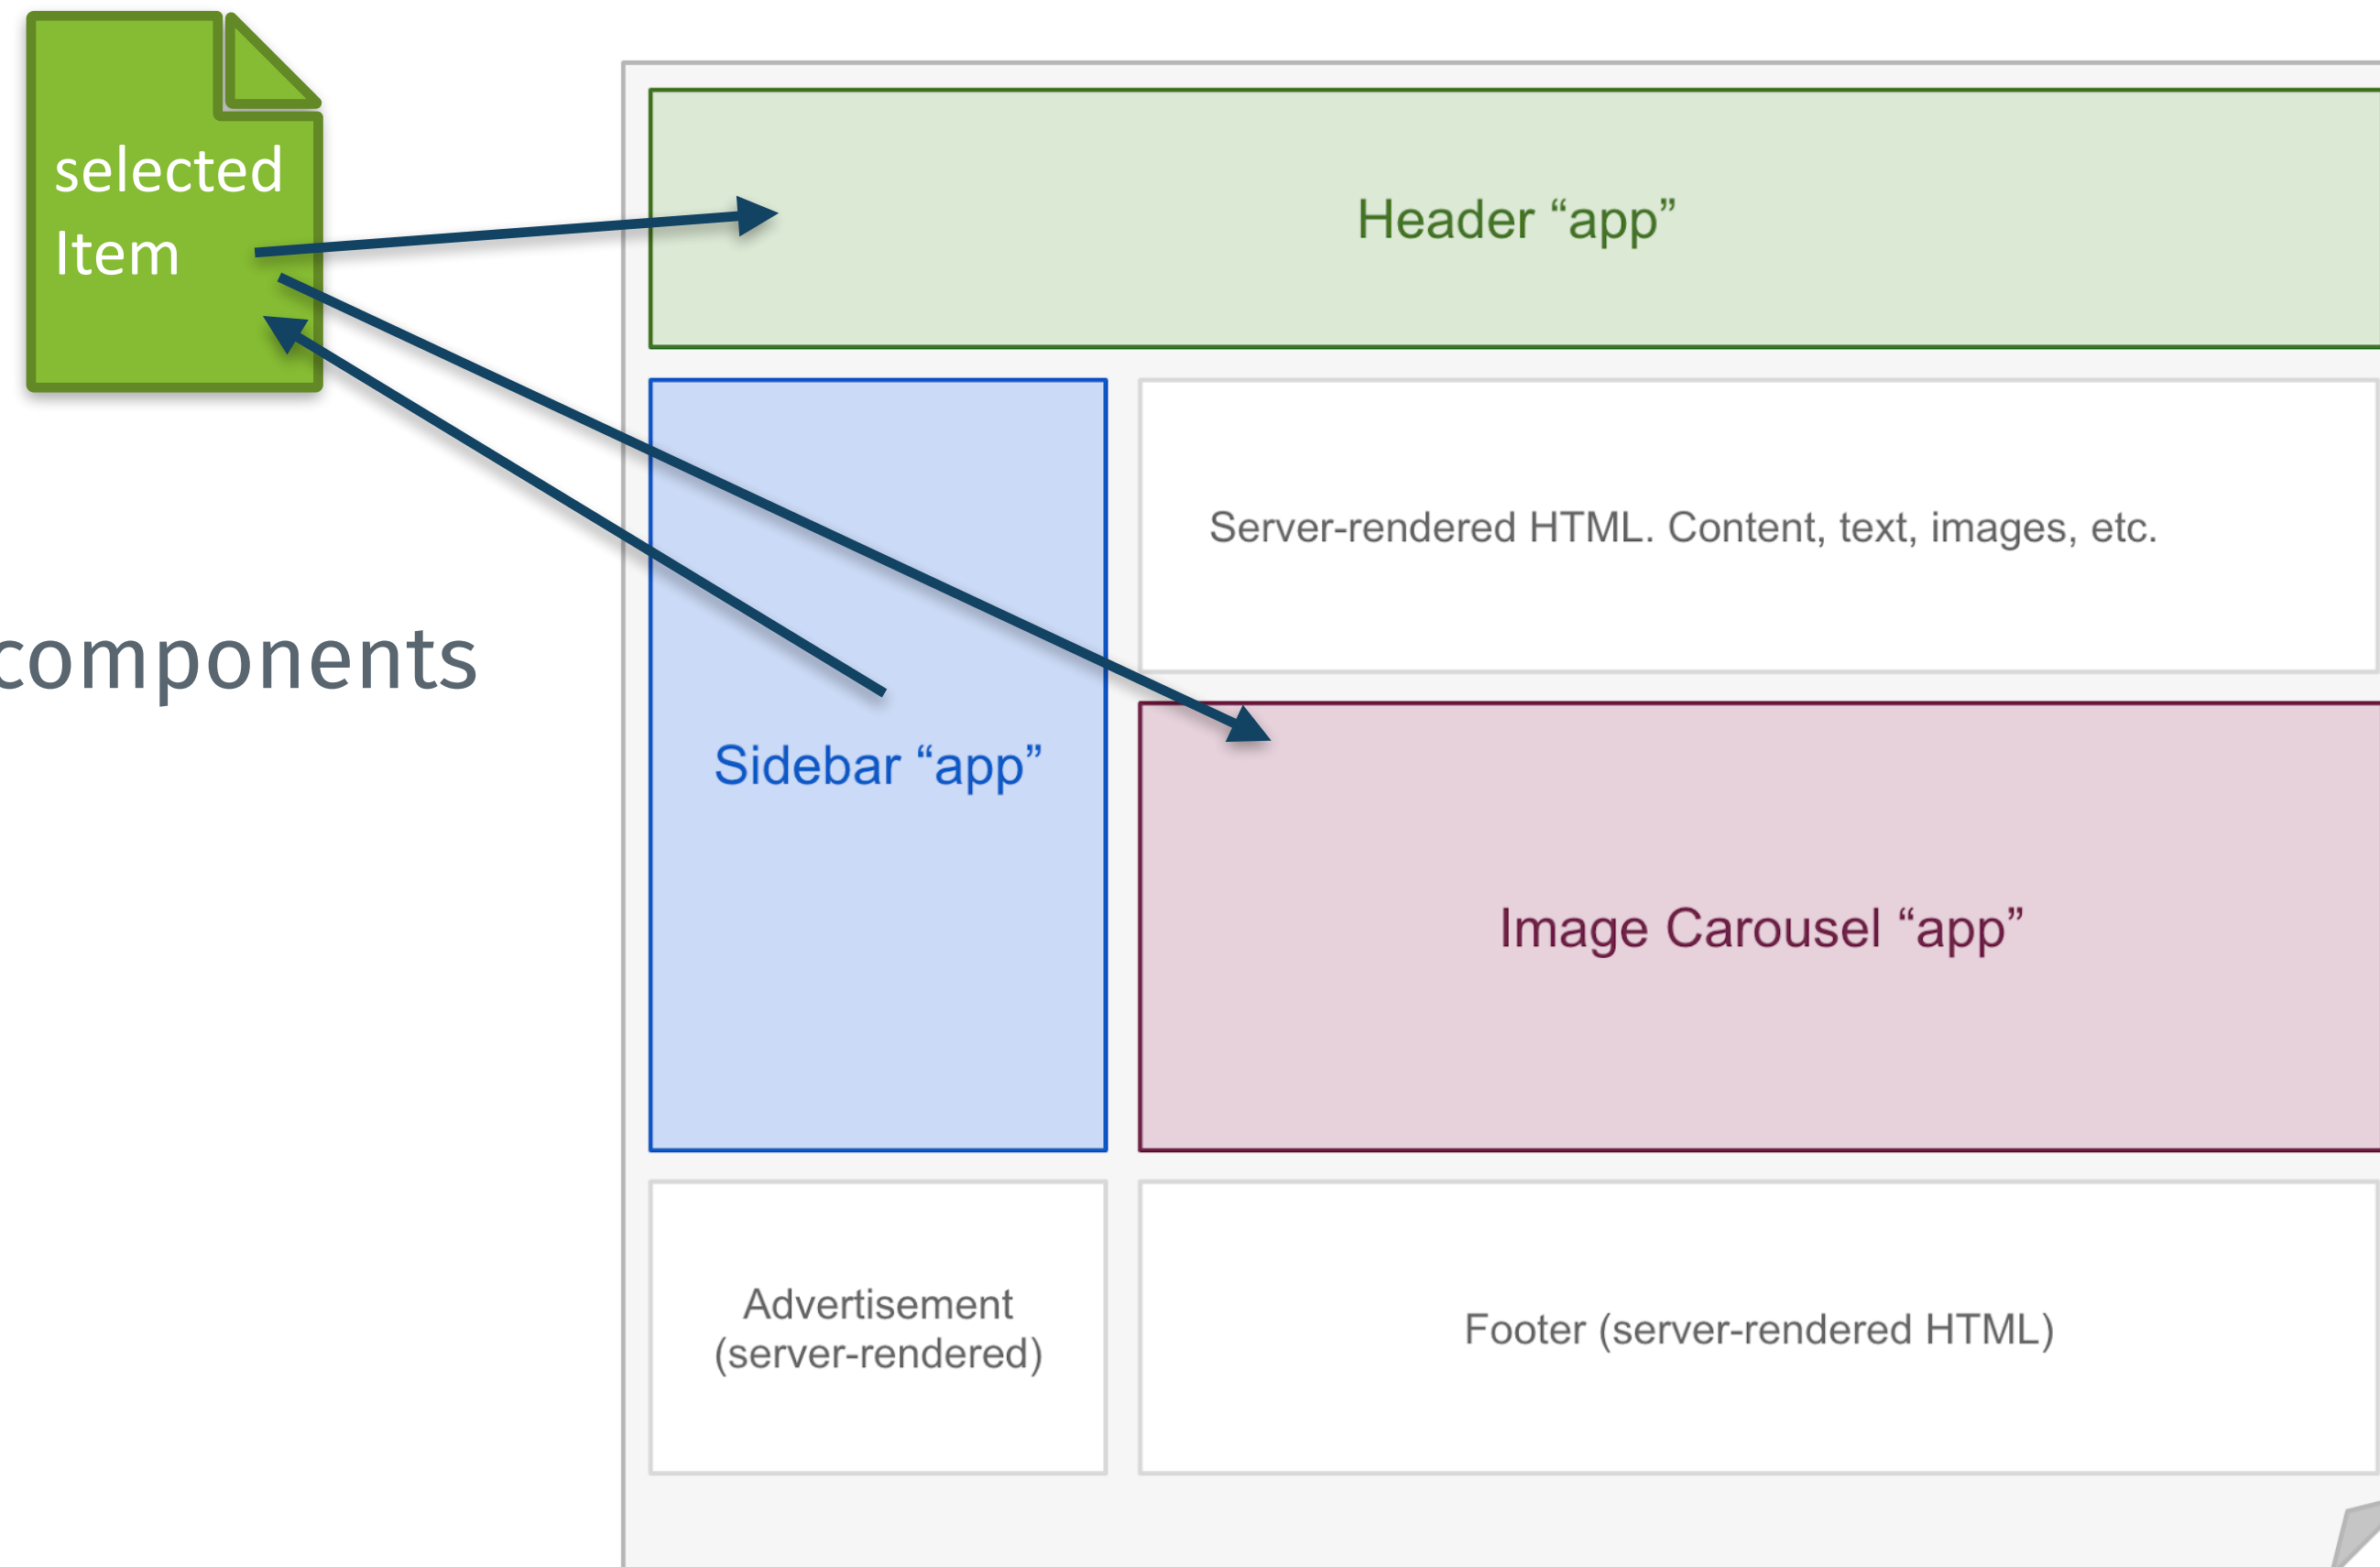 selected
Item
Header “app”
Server-rendered HTML. Content, text, images, etc.
components
Sidebar “app”
Image Carousel “app”
Advertisement
(server-rendered)
Footer (server-rendered HTML)